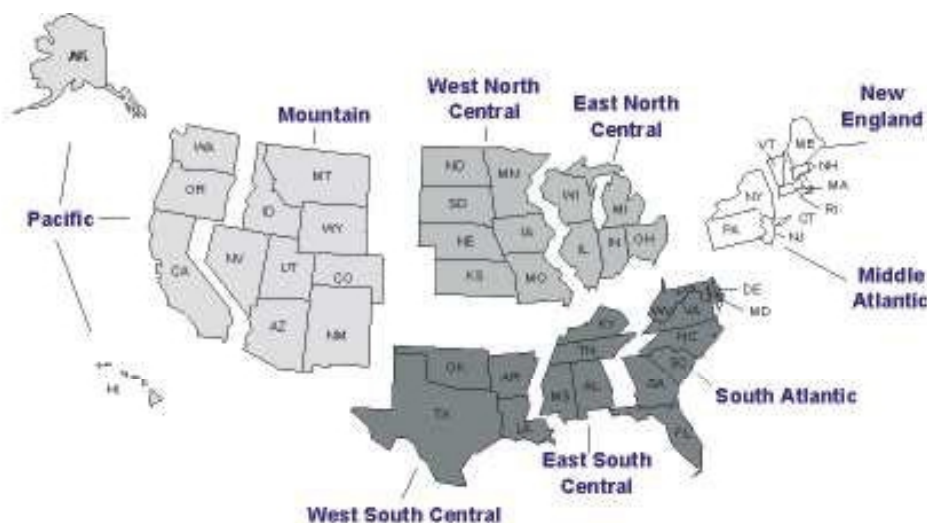 AK
West North
Central
East North
Central
New
England
Mountain
Pacific
Middle
Atlantic
South Atlantic
East South
Central
West South Central
WA
OR
CA
HI
MT
ID
WY
NV
UT
CO
AZ
NM
ND
MN
SD
IA
NE
KS
MO
WI
MI
IL
IN
OH
VT
ME
NH
MA
RI
CT
NJ
NY
PA
DE
MD
WV
VA
NC
SC
GA
FL
KY
TN
MS
AL
OK
AR
TX
LA